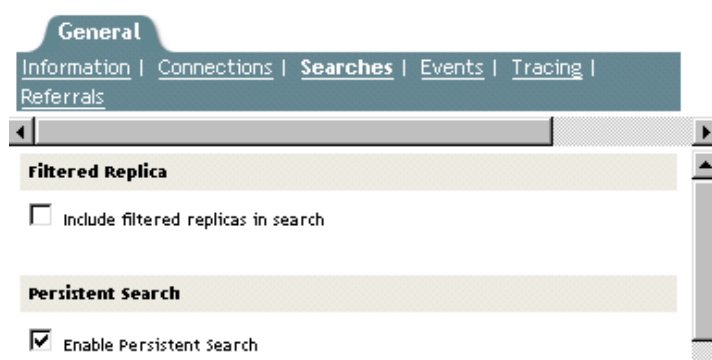 General
Information | Connections | Searches | Events | Tracing |
Referrals
Filtered Replica
Include filtered replicas in search
Persistent Search
Enable Persistent Search